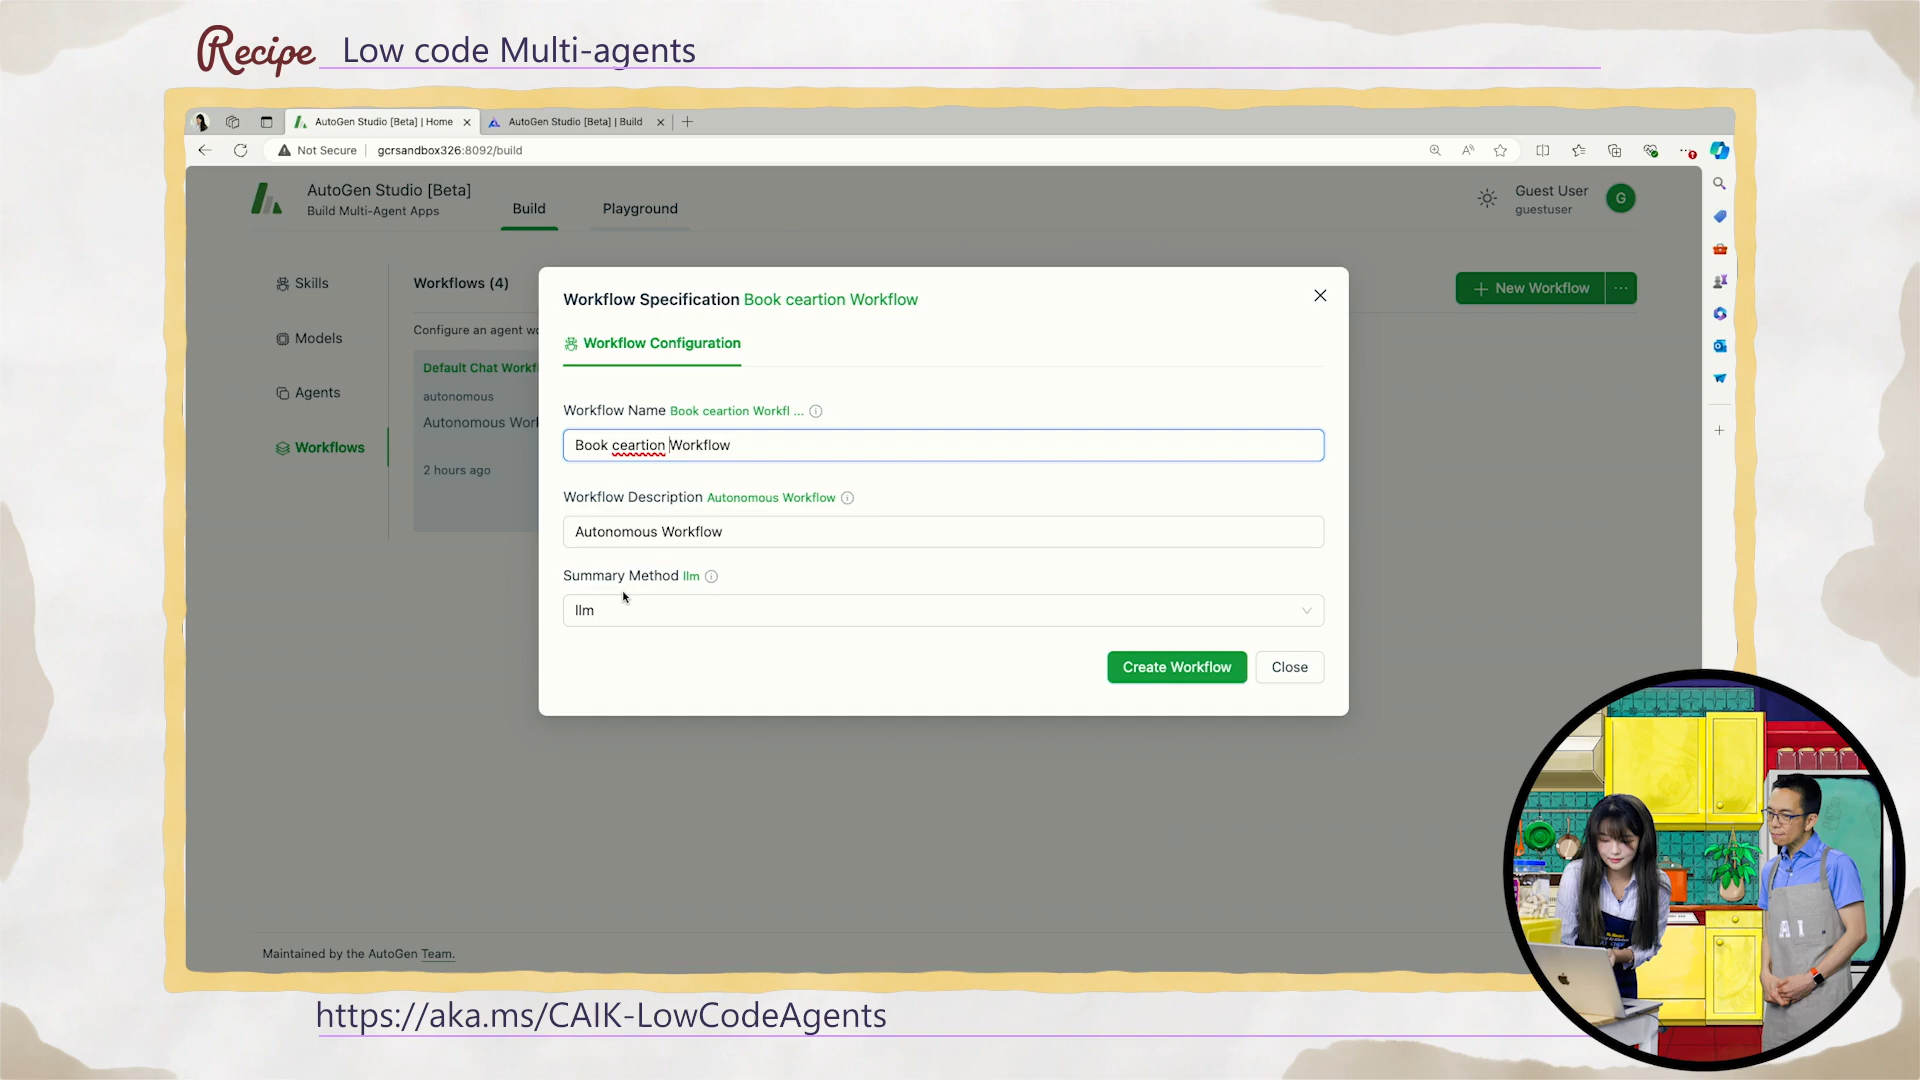 Recipe Low code Multi-agents
AutoGen Studio [Beta] | Home
AutoGen Studio [Beta] | Build
Not Secure
gcrsandbox326:8092/build
AutoGen Studio [Beta]
Build Multi-Agent Apps
Build
Playground
Guest User
guestuser
G
Skills
Models
Agents
Workflows
Workflows (4)
New Workflow
Configure an agent wo
Default Chat Workf
autonomous
Autonomous Wor
2 hours ago
Workflow Specification Book ceartion Workflow
Workflow Configuration
Workflow Name Book ceartion Workfl ...
Book ceartion Workflow
Workflow Description Autonomous Workflow
Autonomous Workflow
Summary Method llm
llm
Create Workflow
Close
Maintained by the AutoGen Team.
https://aka.ms/CAIK-LowCodeAgents
AI